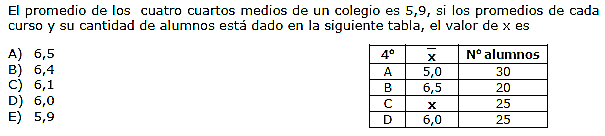 El promedio de los cuatro cuartos medios de un colegio es 5,9, si los promedios de cada
curso y su cantidad de alumnos está dado en la siguiente tabla, el valor de x es
A) 6,5
B) 6,4
C) 6,1
D) 6,0
E) 5,9
4º x̅ Nº alumnos
A 5,0 30
B 6,5 20
C x 25
D 6,0 25